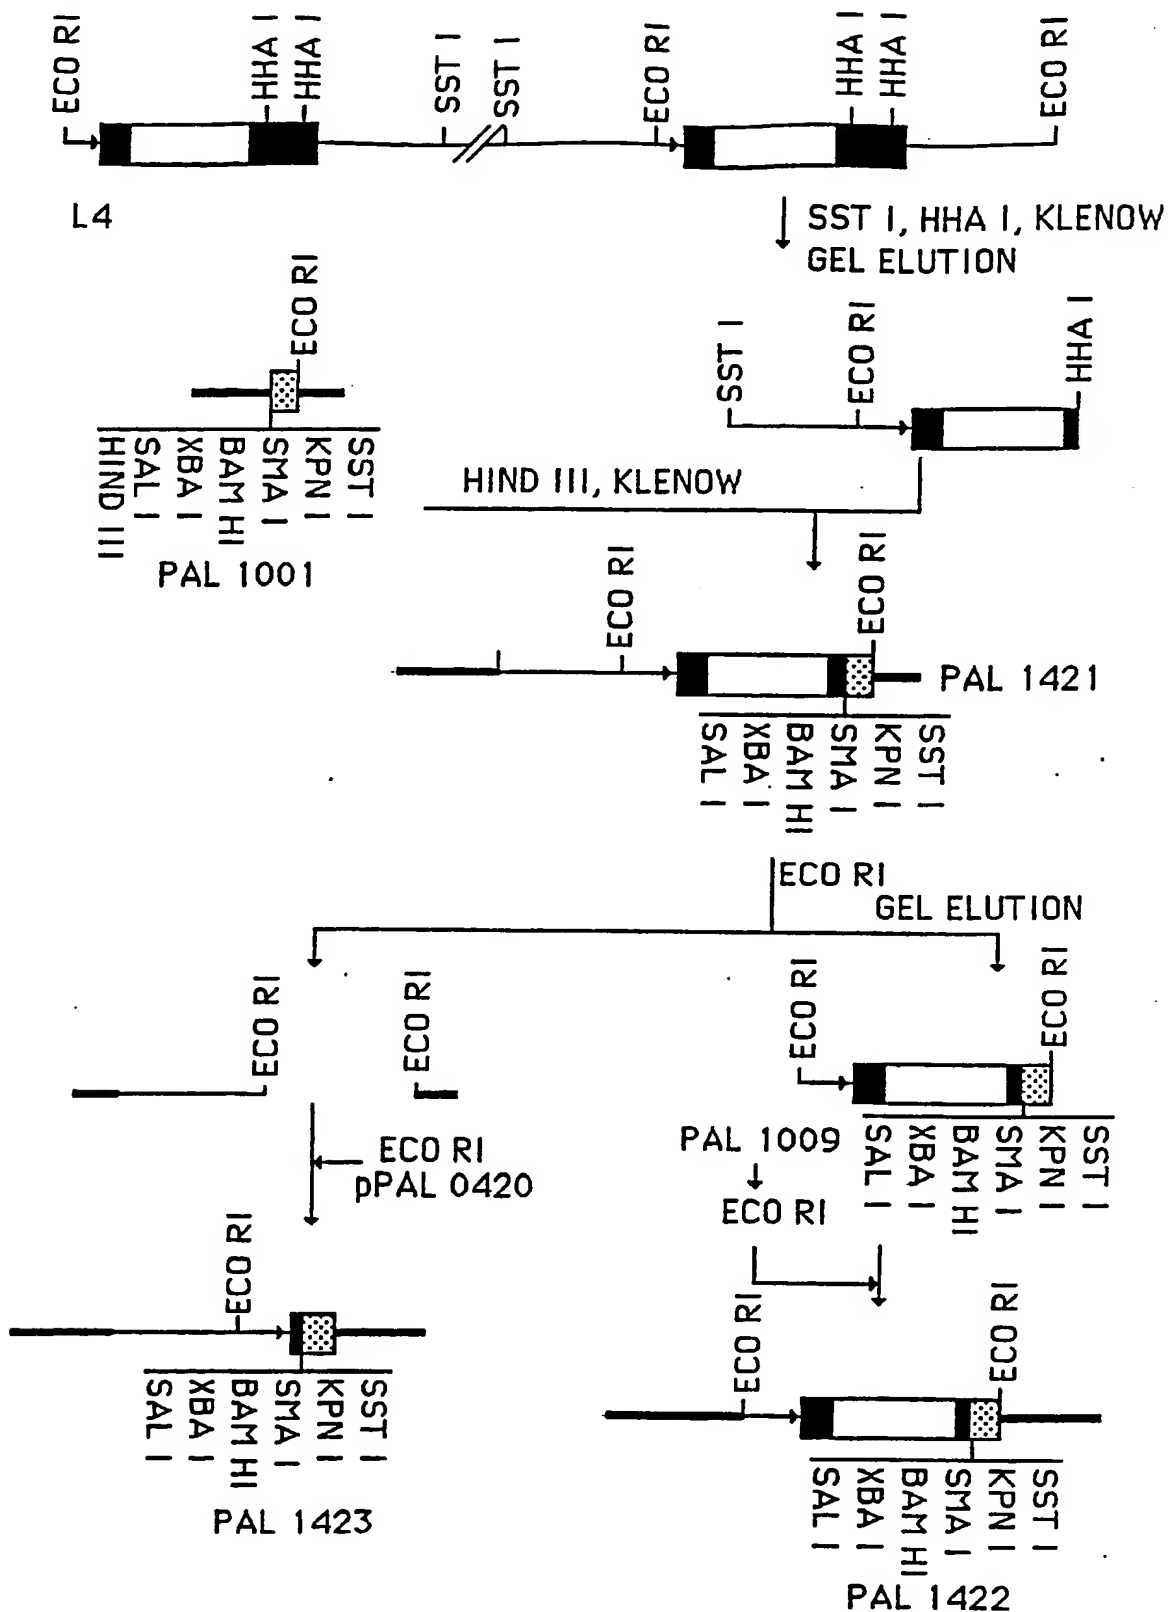 ECO RI
HHA I
HHA I
SST I
SST I
ECO RI
HHA I
HHA I
ECO RI
L4
SST I, HHA I, KLENOW
GEL ELUTION
ECO RI
HIND III
SAL I
XBA I
BAM HI
SMA I
KPN I
SST I
PAL 1001
SST I
ECO RI
HHA I
HIND III, KLENOW
ECO RI
ECO RI
PAL 1421
SAL I
XBA I
BAM HI
SMA I
KPN I
SST I
ECO RI
GEL ELUTION
ECO RI
ECO RI
ECO RI
ECO RI
SAL I
XBA I
BAM HI
SMA I
KPN I
SST I
ECO RI
pPAL 0420
PAL 1009
ECO RI
ECO RI
SAL I
XBA I
BAM HI
SMA I
KPN I
SST I
PAL 1423
ECO RI
ECO RI
SAL I
XBA I
BAM HI
SMA I
KPN I
SST I
PAL 1422